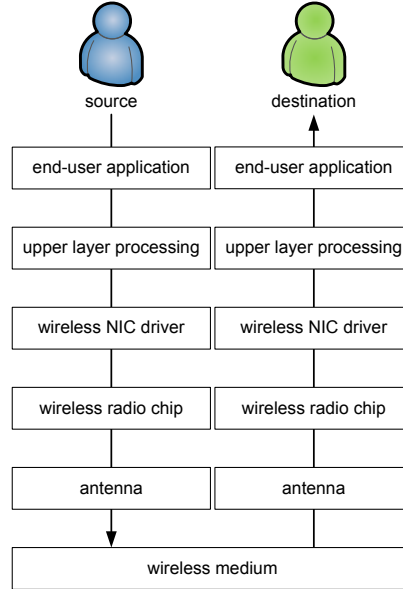 source
destination
end-user application
end-user application
upper layer processing
upper layer processing
wireless NIC driver
wireless NIC driver
wireless radio chip
wireless radio chip
antenna
antenna
wireless medium